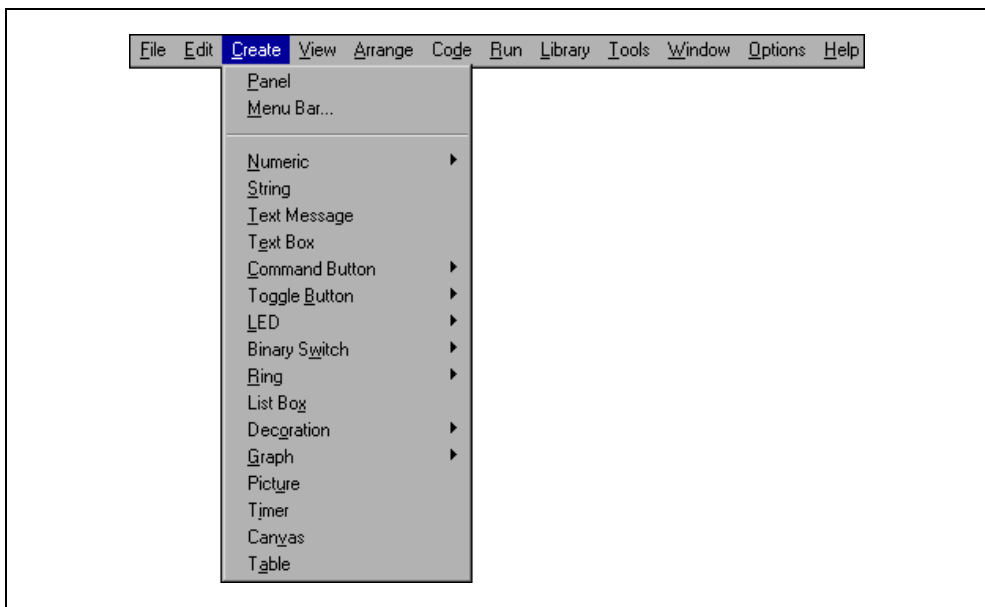 File Edit Create View Arrange Code Run Library Tools Window Options Help
Panel
Menu Bar...
Numeric
String
Text Message
Text Box
Command Button
Toggle Button
LED
Binary Switch
Ring
List Box
Decoration
Graph
Picture
Timer
Canvas
Table